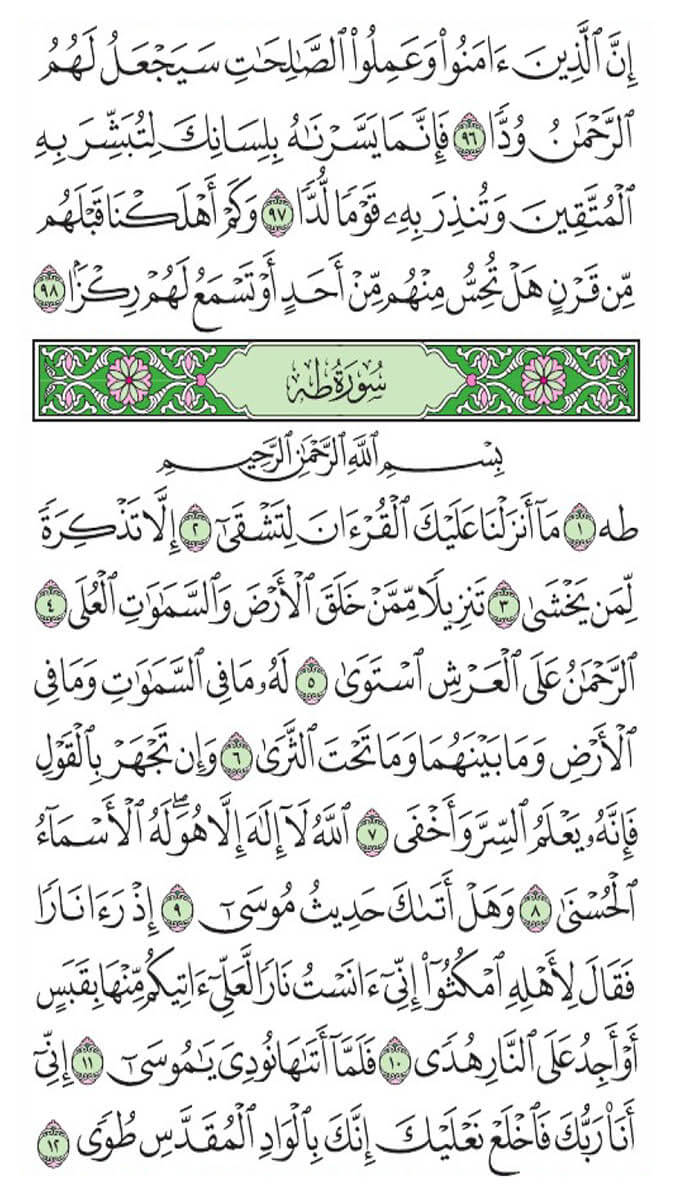 إِنَّ ٱلَّذِينَ ءَامَنُوا۟ وَعَمِلُوا۟ ٱلصَّـٰلِحَـٰتِ سَيَجْعَلُ لَهُمُ
ٱلرَّحْمَـٰنُ وُدًّا ٩٦ فَإِنَّمَا يَسَّرْنَـٰهُ بِلِسَانِكَ لِتُبَشِّرَ بِهِ
ٱلْمُتَّقِينَ وَتُنذِرَ بِهِۦ قَوْمًا لُّدًّا ٩٧ وَكَمْ أَهْلَكْنَا قَبْلَهُم
مِّن قَرْنٍ هَلْ تُحِسُّ مِنْهُم مِّنْ أَحَدٍ أَوْ تَسْمَعُ لَهُمْ رِكْزًۢا ٩٨
سُورَةُ طه
بِسْمِ ٱللَّهِ ٱلرَّحْمَـٰنِ ٱلرَّحِيمِ
طه ١ مَآ أَنزَلْنَا عَلَيْكَ ٱلْقُرْءَانَ لِتَشْقَىٰٓ ٢ إِلَّا تَذْكِرَةً
لِّمَن يَخْشَىٰ ٣ تَنزِيلًا مِّمَّنْ خَلَقَ ٱلْأَرْضَ وَٱلسَّمَـٰوَٰتِ ٱلْعُلَى ٤
ٱلرَّحْمَـٰنُ عَلَى ٱلْعَرْشِ ٱسْتَوَىٰ ٥ لَهُۥ مَا فِى ٱلسَّمَـٰوَٰتِ وَمَا فِى
ٱلْأَرْضِ وَمَا بَيْنَهُمَا وَمَا تَحْتَ ٱلثَّرَىٰ ٦ وَإِن تَجْهَرْ بِٱلْقَوْلِ
فَإِنَّهُۥ يَعْلَمُ ٱلسِّرَّ وَأَخْفَى ٧ ٱللَّهُ لَآ إِلَـٰهَ إِلَّا هُوَ ۖ لَهُ ٱلْأَسْمَآءُ
ٱلْحُسْنَىٰ ٨ وَهَلْ أَتَىٰكَ حَدِيثُ مُوسَىٰٓ ٩ إِذْ رَءَا نَارًا
فَقَالَ لِأَهْلِهِ ٱمْكُثُوٓا۟ إِنِّىٓ ءَانَسْتُ نَارًا لَّعَلِّىٓ ءَاتِيكُم مِّنْهَا بِقَبَسٍ
أَوْ أَجِدُ عَلَى ٱلنَّارِ هُدًى ١٠ فَلَمَّآ أَتَىٰهَا نُودِىَ يَـٰمُوسَىٰٓ ١١ إِنِّىٓ
أَنَا۠ رَبُّكَ فَٱخْلَعْ نَعْلَيْكَ إِنَّكَ بِٱلْوَادِ ٱلْمُقَدَّسِ طُوًى ١٢